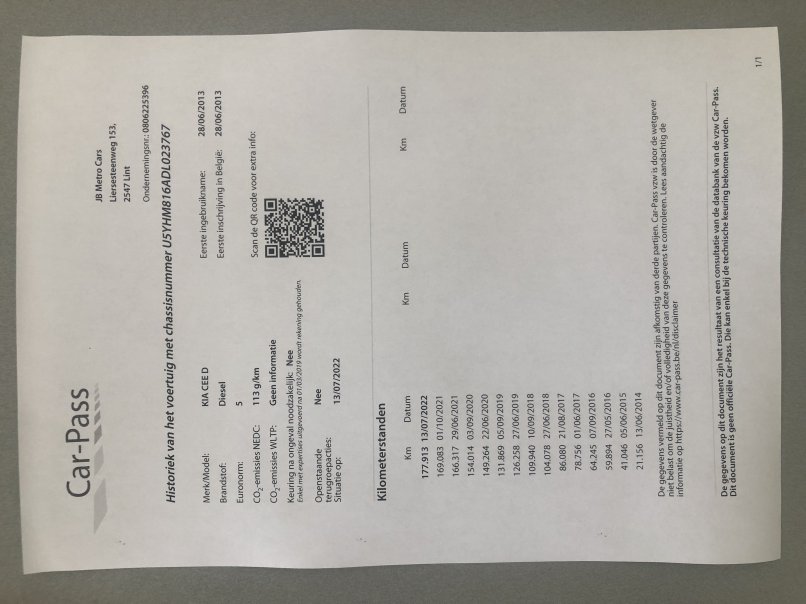 Car-Pass
JB Metro Cars
Liersesteenweg 153,
2547 Lint
Ondernemingsnr.: 0806225396
Historiek van het voertuig met chassisnummer U5YHM816ADL023767
Merk/Model: KIA CEE D
Brandstof: Diesel
Euronorm: 5
CO2-emissies NEDC: 113 g/km
CO2-emissies WLTP: Geen informatie
Keuring na ongeval noodzakelijk: Nee
Enkel met expertises uitgevoerd na 01/03/2019 wordt rekening gehouden.
Openstaande Nee
terugroepacties:
Situatie op: 13/07/2022
Eerste ingebruikname: 28/06/2013
Eerste inschrijving in België: 28/06/2013
Scan de QR code voor extra info:
Kilometerstanden
Km Datum Km Datum Km Datum
177.913 13/07/2022
169.083 01/10/2021
166.317 29/06/2021
154.014 03/09/2020
149.264 22/06/2020
131.869 05/09/2019
126.258 27/06/2019
109.940 10/09/2018
104.078 27/06/2018
86.080 21/08/2017
78.756 01/06/2017
64.245 07/09/2016
59.894 27/05/2016
41.046 05/06/2015
21.156 13/06/2014
De gegevens vermeld op dit document zijn afkomstig van derde partijen. Car-Pass vzw is door de wetgever
niet belast om de juistheid en/of volledigheid van deze gegevens te controleren. Lees aandachtig de
informatie op https://www.car-pass.be/nl/disclaimer
De gegevens op dit document zijn het resultaat van een consultatie van de databank van de vzw Car-Pass.
Dit document is geen officiële Car-Pass. Die kan enkel bij de technische keuring bekomen worden.
1/1